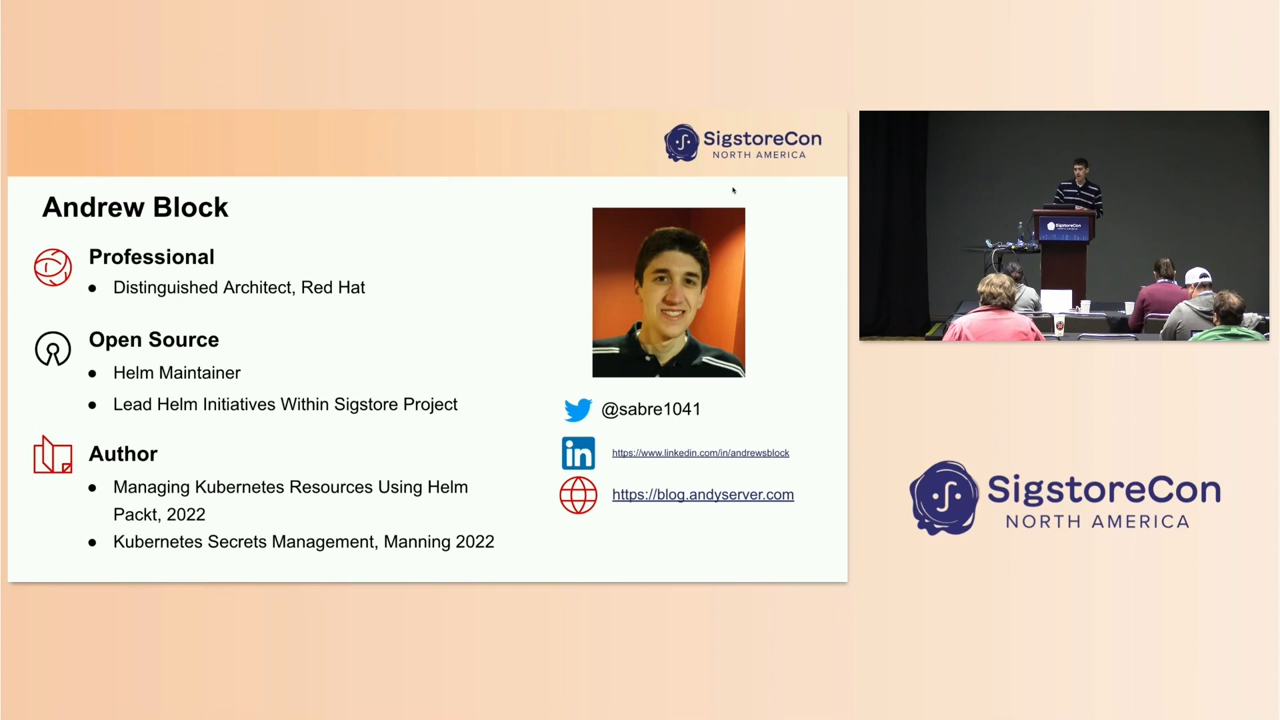 SigstoreCon
NORTH AMERICA
Andrew Block
Professional
● Distinguished Architect, Red Hat
Open Source
● Helm Maintainer
● Lead Helm Initiatives Within Sigstore Project
Author
● Managing Kubernetes Resources Using Helm
Packt, 2022
● Kubernetes Secrets Management, Manning 2022
@sabre1041
in
https://www.linkedin.com/in/andrewsblock
https://blog.andyserver.com
SigstoreCon
SigstoreCon
NORTH AMERICA